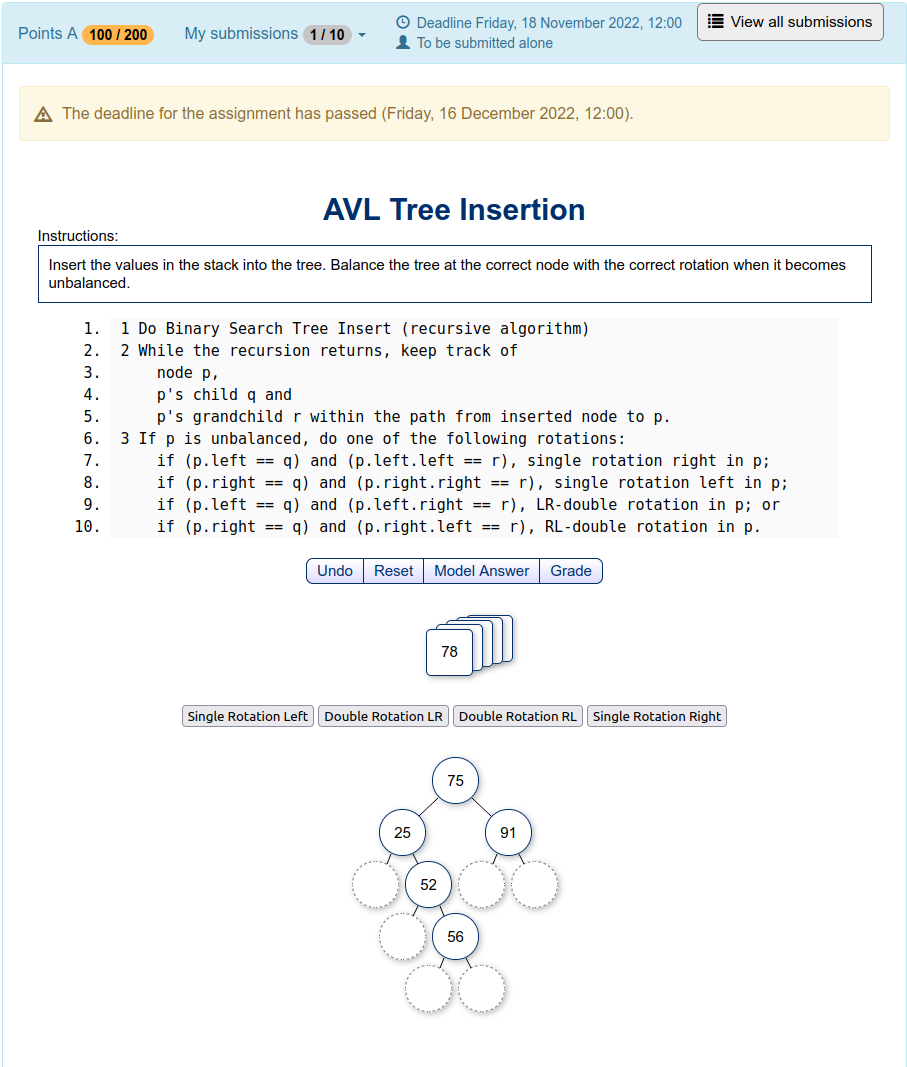 Points A 100 / 200 My submissions 1 / 10 Deadline Friday, 18 November 2022, 12:00 View all submissions
To be submitted alone
The deadline for the assignment has passed (Friday, 16 December 2022, 12:00).
AVL Tree Insertion
Instructions:
Insert the values in the stack into the tree. Balance the tree at the correct node with the correct rotation when it becomes
unbalanced.
1. 1 Do Binary Search Tree Insert (recursive algorithm)
2. 2 While the recursion returns, keep track of
3. node p,
4. p's child q and
5. p's grandchild r within the path from inserted node to p.
6. 3 If p is unbalanced, do one of the following rotations:
7. if (p.left == q) and (p.left.left == r), single rotation right in p;
8. if (p.right == q) and (p.right.right == r), single rotation left in p;
9. if (p.left == q) and (p.left.right == r), LR-double rotation in p; or
10. if (p.right == q) and (p.right.left == r), RL-double rotation in p.
Undo Reset Model Answer Grade
78
Single Rotation Left Double Rotation LR Double Rotation RL Single Rotation Right
75
25 91
52
56